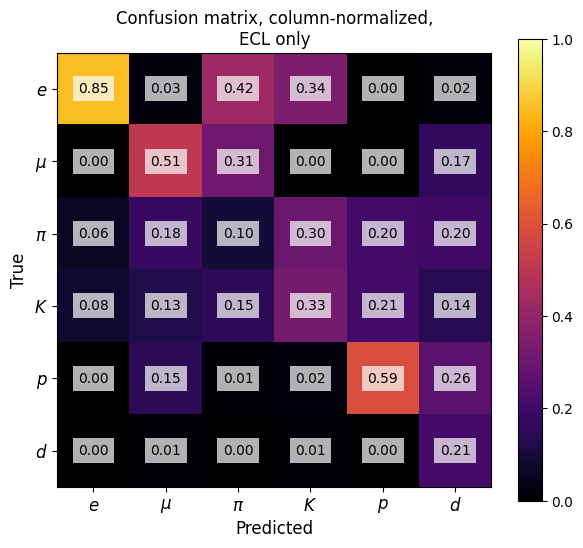 Confusion matrix, column-normalized,
ECL only
True
e 0.85 0.03 0.42 0.34 0.00 0.02
μ 0.00 0.51 0.31 0.00 0.00 0.17
π 0.06 0.18 0.10 0.30 0.20 0.20
K 0.08 0.13 0.15 0.33 0.21 0.14
p 0.00 0.15 0.01 0.02 0.59 0.26
d 0.00 0.01 0.00 0.01 0.00 0.21
e μ π K p d
Predicted
1.0
0.8
0.6
0.4
0.2
0.0